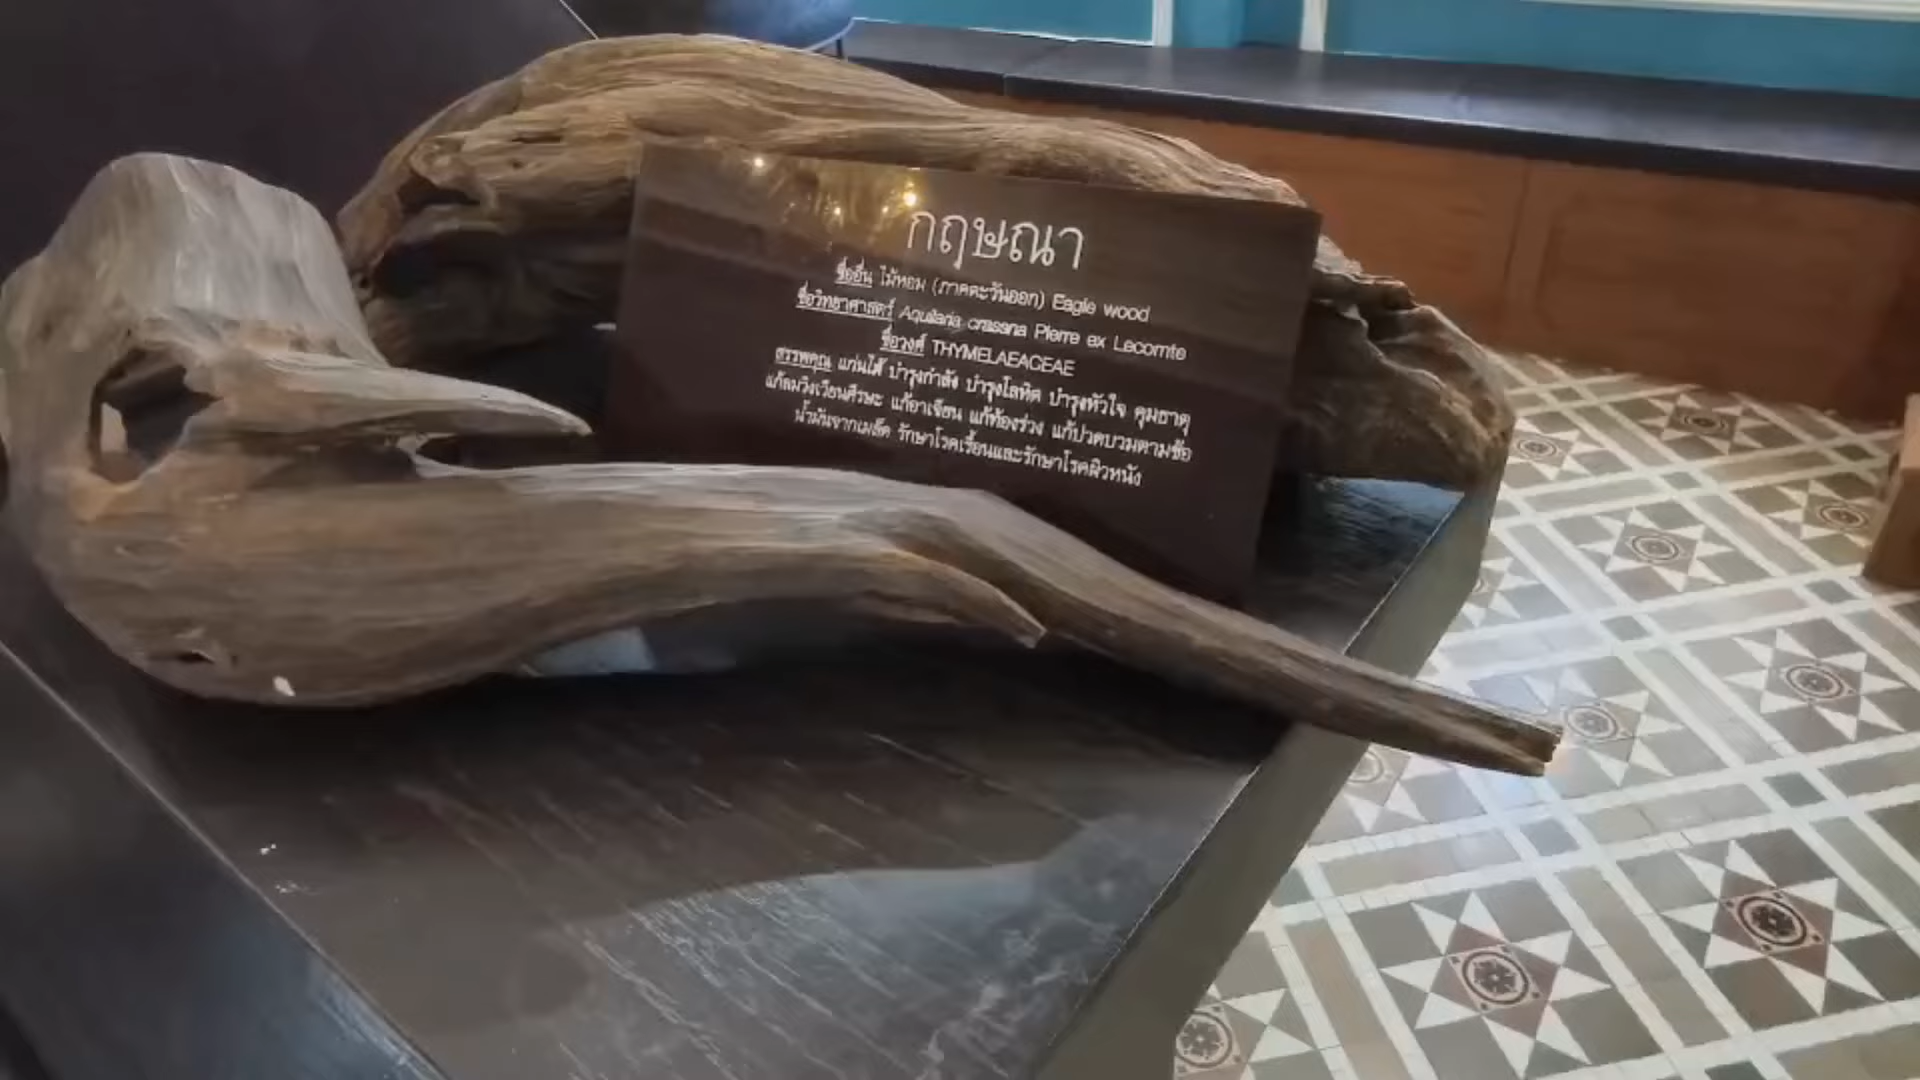 กฤษณา
ชื่ออื่น ไม้หอม (ภาคตะวันออก) Eagle wood
ชื่อวิทยาศาสตร์ Aquilaria crassna Pierre ex Lecomte
ชื่อวงศ์ THYMELAEACEAE
สรรพคุณ แก่นไม้ บำรุงกำลัง บำรุงโลหิต บำรุงหัวใจ คุมธาตุ
แก้ลมวิงเวียนศีรษะ แก้อาเจียน แก้ท้องร่วง แก้ปวดบวมตามข้อ
น้ำมันจากเมล็ด รักษาโรคเรื้อนและรักษาโรคผิวหนัง